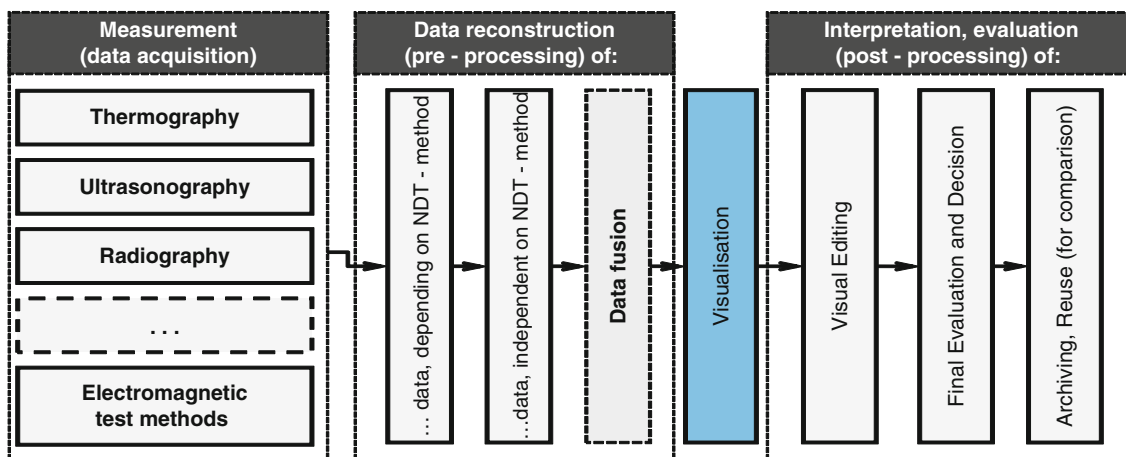 Measurement
(data acquisition)
Thermography
Ultrasonography
Radiography
...
Electromagnetic
test methods
Data reconstruction
(pre - processing) of:
.... data, depending on NDT - method
...data, independent on NDT - method
Data fusion
Visualisation
Interpretation, evaluation
(post - processing) of:
Visual Editing
Final Evaluation and Decision
Archiving, Reuse (for comparison)